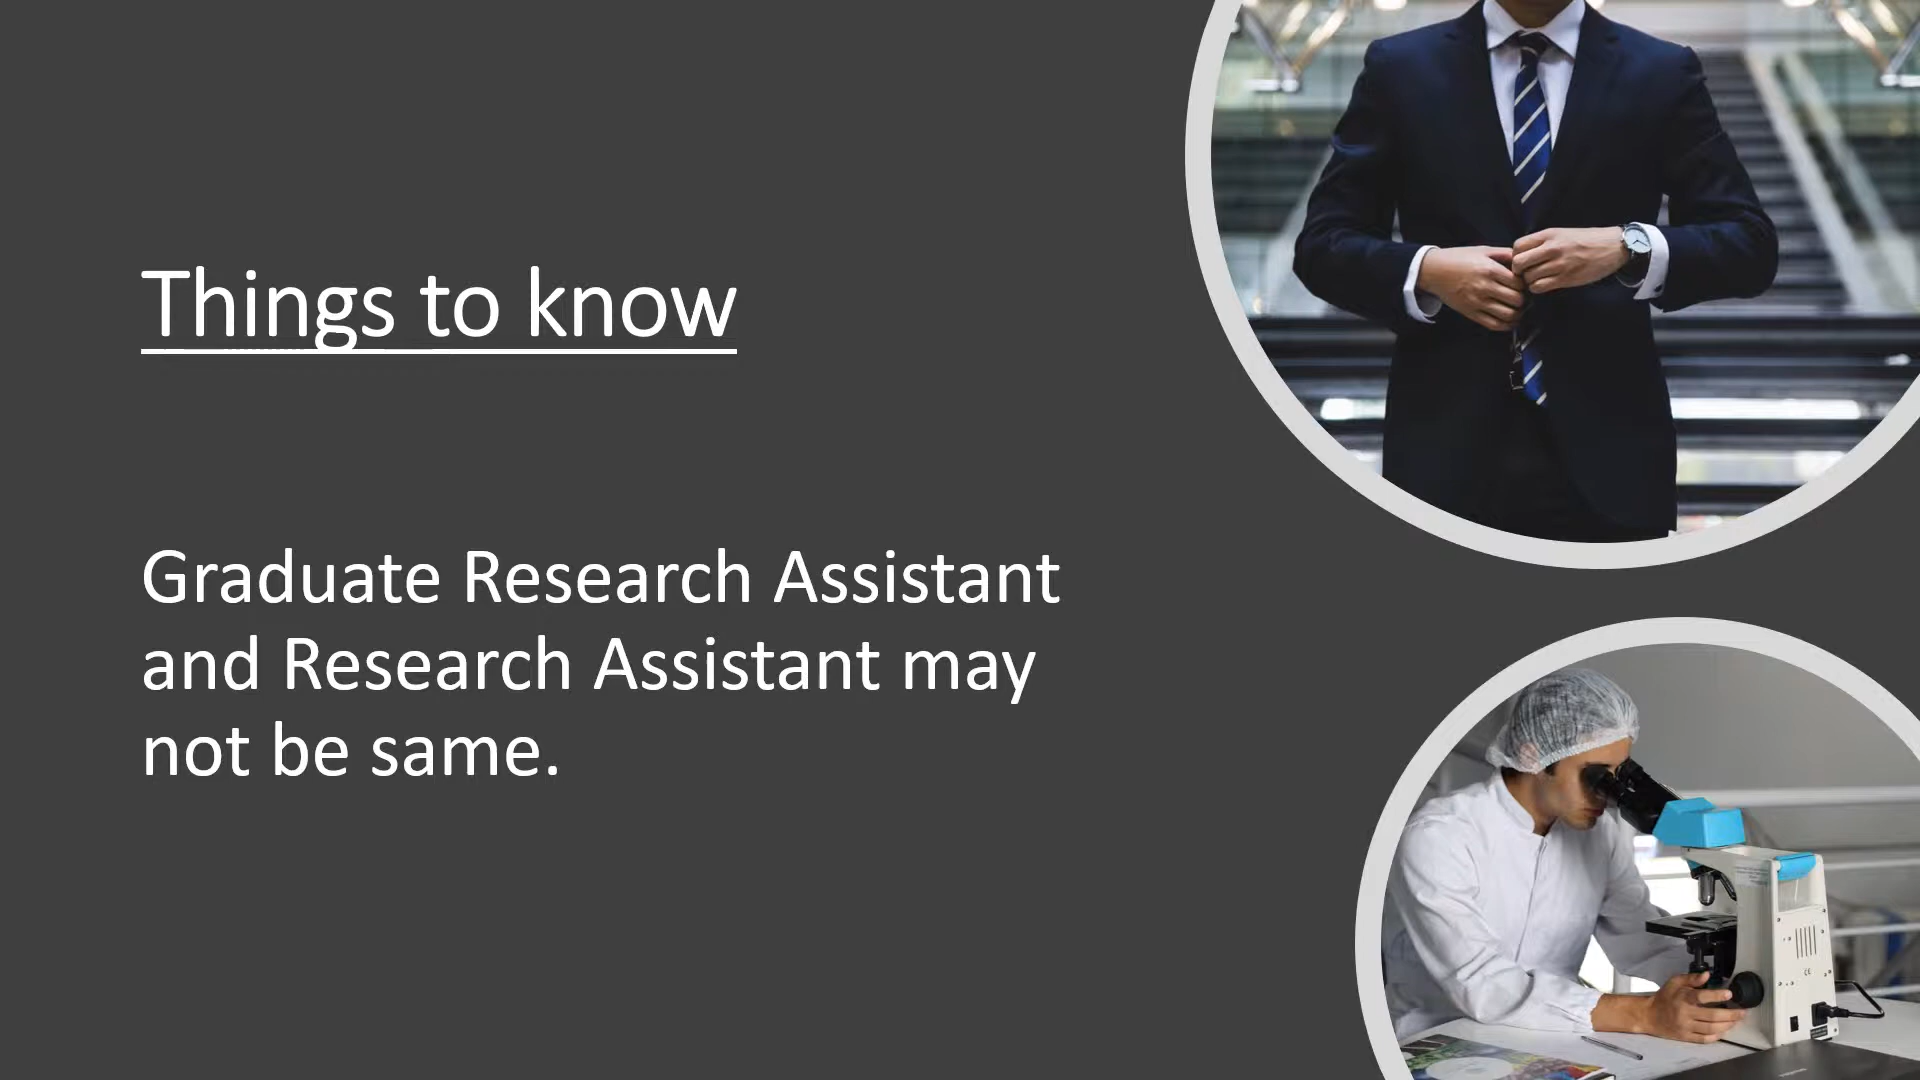 Things to know
Graduate Research Assistant
and Research Assistant may
not be same.